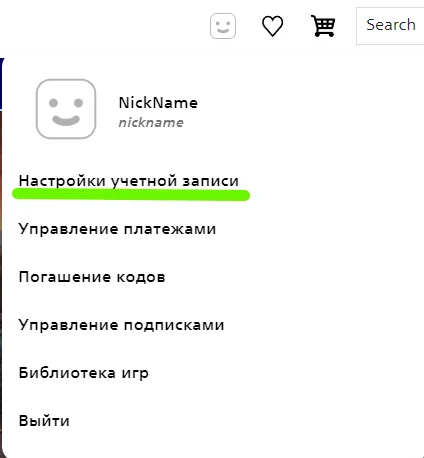 Search
NickName
nickname
Настройки учетной записи
Управление платежами
Погашение кодов
Управление подписками
Библиотека игр
Выйти